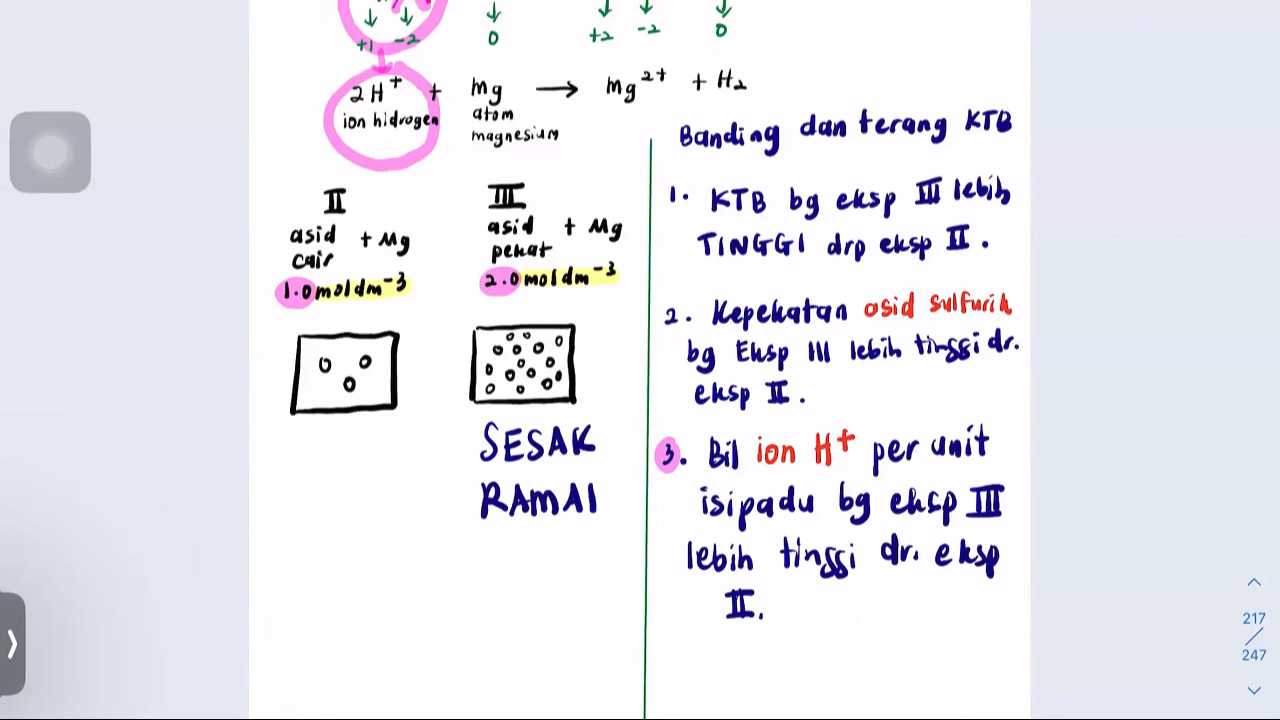 +1 -2 0 +2 -2 0
2H⁺ + Mg → Mg²⁺ + H₂
ion hidrogen atom
magnesium
Banding dan terang KTB
II
asid + Mg
cair
1.0 mol dm⁻³
III
asid + Mg
pekat
2.0 mol dm⁻³
SESAK
RAMAI
1. KTB bg eksp III lebih
TINGGI drp eksp II.
2. Kepekatan asid sulfurik
bg Eksp III lebih tinggi dr.
eksp II.
3. Bil ion H⁺ per unit
isipadu bg eksp III
lebih tinggi dr. eksp
II.
217
247